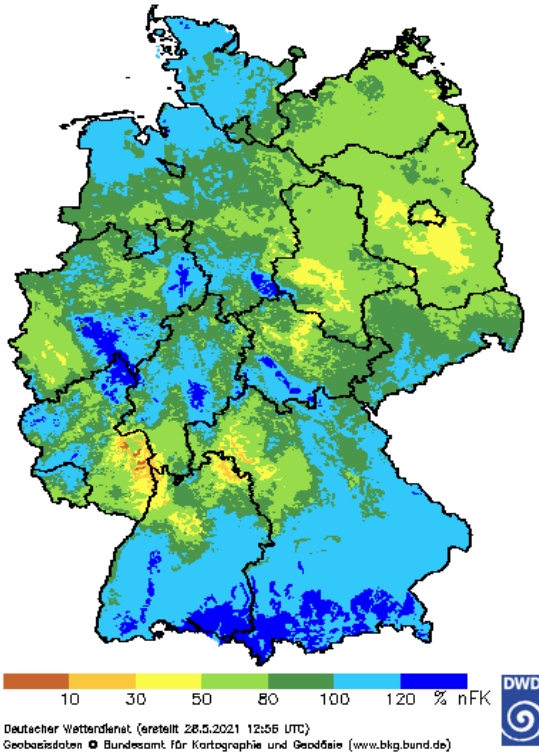 10 30 50 80 100 120 % nFK
DWD
Deutscher Wetterdienst (erstellt 28.5.2021 12:56 UTC)
Geobasisdaten © Bundesamt für Kartographie und Geodäsie (www.bkg.bund.de)